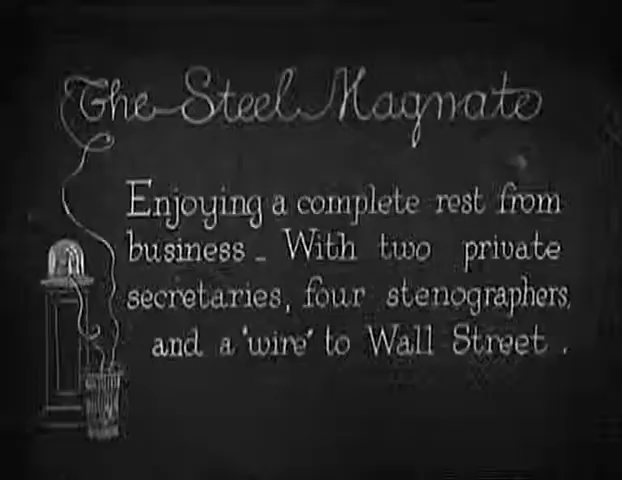 The Steel Magnate
Enjoying a complete rest from
business - With two private
secretaries, four stenographers,
and a 'wire' to Wall Street.